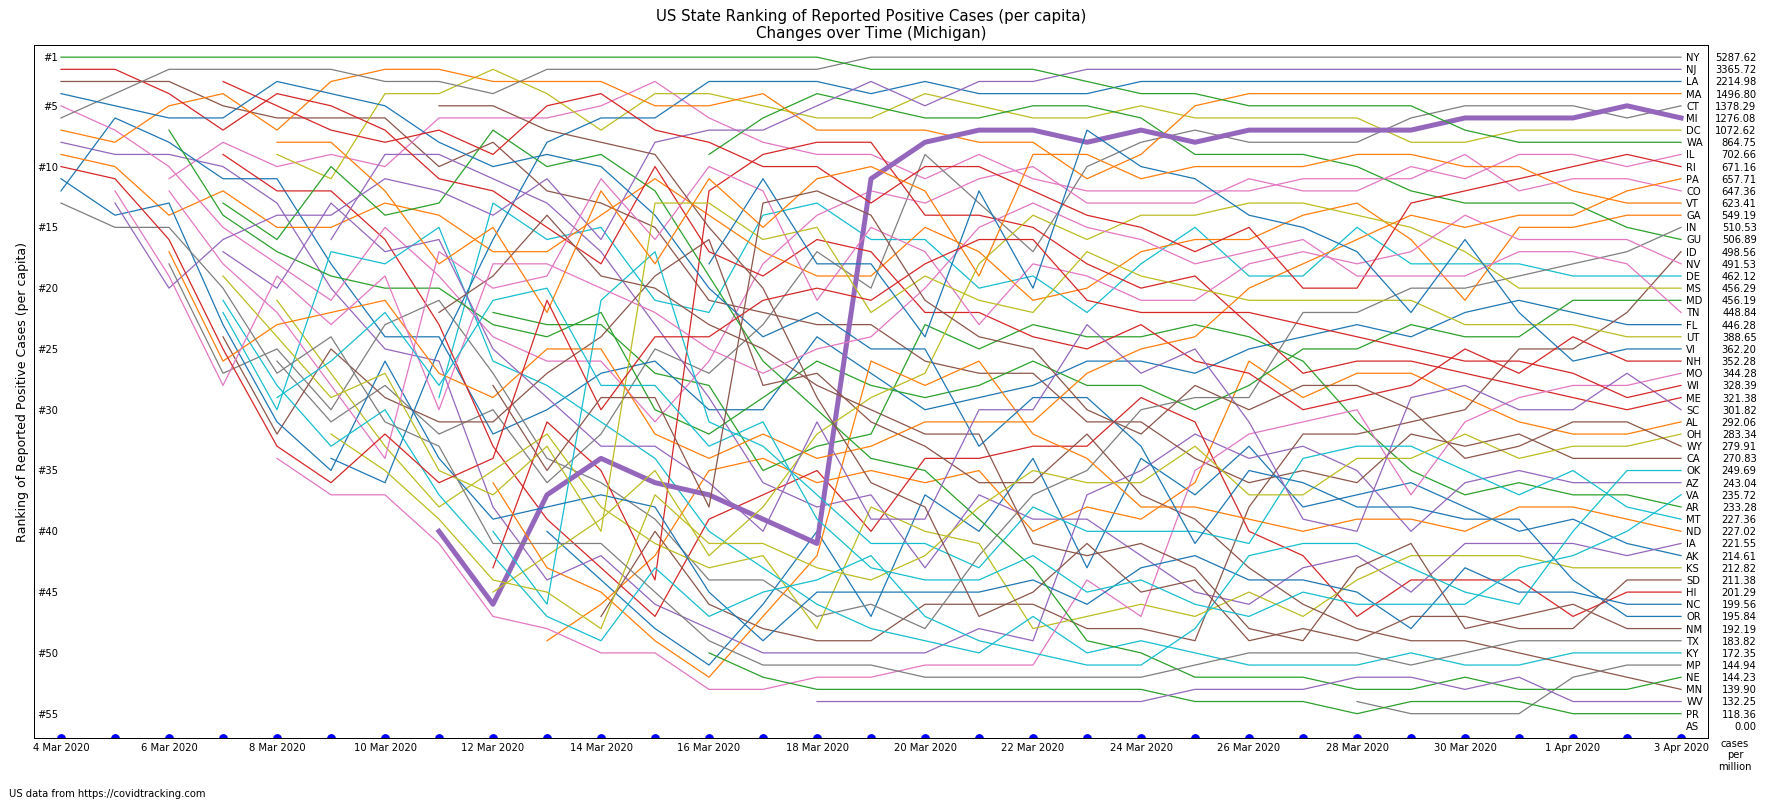 US State Ranking of Reported Positive Cases (per capita)
Changes over Time (Michigan)
Ranking of Reported Positive Cases (per capita)
#1
#5
#10
#15
#20
#25
#30
#35
#40
#45
#50
#55
NY 5287.62
NJ 3365.72
LA 2214.98
MA 1496.80
CT 1378.29
MI 1276.08
DC 1072.62
WA 864.75
IL 702.66
RI 671.16
PA 657.71
CO 647.36
VT 623.41
GA 549.19
IN 510.53
GU 506.89
ID 498.56
NV 491.53
DE 462.12
MS 456.29
MD 456.19
TN 448.84
FL 446.28
UT 388.65
VI 362.20
NH 352.28
MO 344.28
WI 328.39
ME 321.38
SC 301.82
AL 292.06
OH 283.34
WY 279.91
CA 270.83
OK 249.69
AZ 243.04
VA 235.72
AR 233.28
MT 227.36
ND 227.02
IA 221.55
AK 214.61
KS 212.82
SD 211.38
HI 201.29
NC 199.56
OR 195.84
NM 192.19
TX 183.82
KY 172.35
MP 144.94
NE 144.23
MN 139.90
WV 132.25
PR 118.36
AS 0.00
4 Mar 2020 6 Mar 2020 8 Mar 2020 10 Mar 2020 12 Mar 2020 14 Mar 2020 16 Mar 2020 18 Mar 2020 20 Mar 2020 22 Mar 2020 24 Mar 2020 26 Mar 2020 28 Mar 2020 30 Mar 2020 1 Apr 2020 3 Apr 2020
cases
per
million
US data from https://covidtracking.com